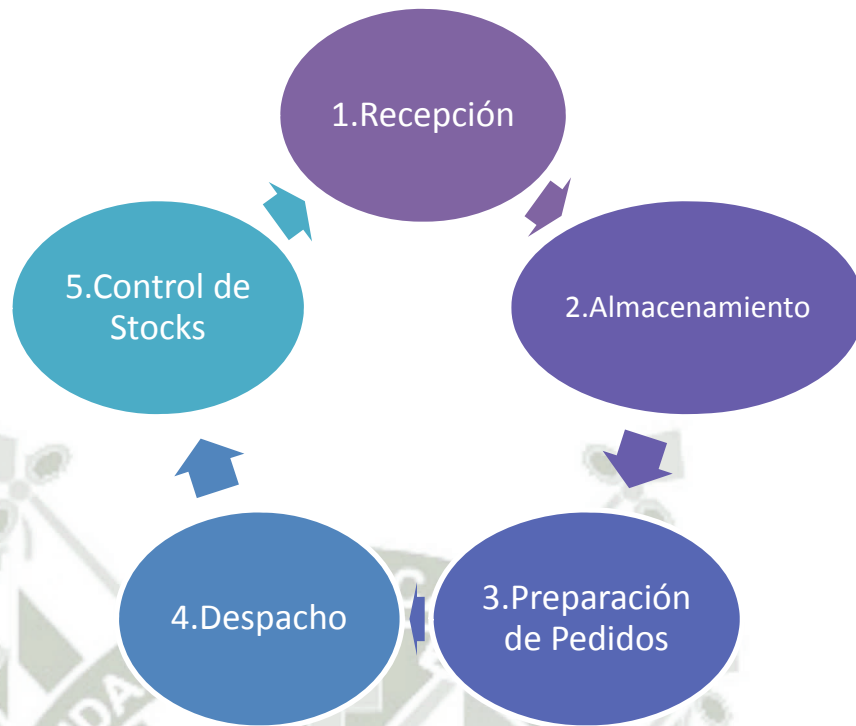 1.Recepción
2.Almacenamiento
3.Preparación
de Pedidos
4.Despacho
5.Control de
Stocks